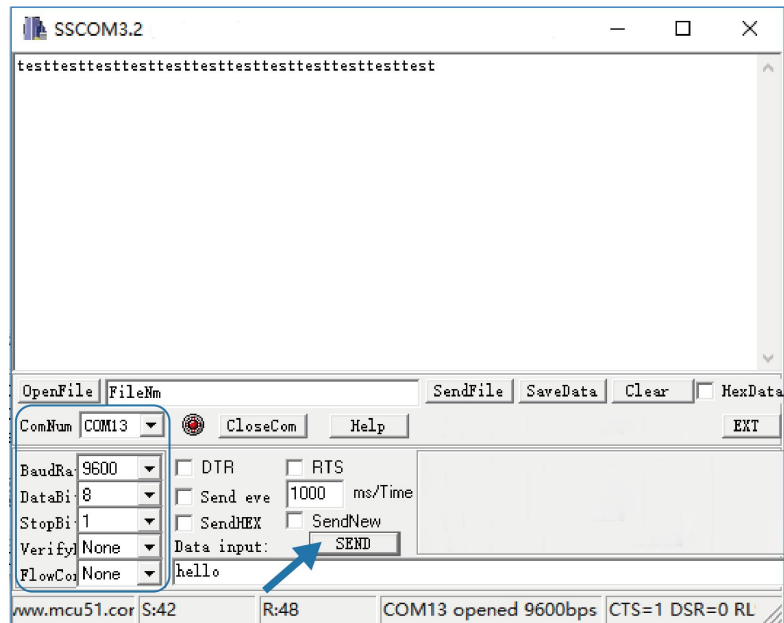 SSCOM3.2
testtesttesttesttesttesttesttesttesttesttesttest
OpenFile FileNm SendFile SaveData Clear HexData
ComNum COM13 CloseCom Help EXT
BaudRa 9600 DTR RTS
DataBi 8 Send eve 1000 ms/Time
StopBi 1 SendHEX SendNew
Verify None Data input: SEND
FlowCo None hello
www.mcu51.cor S:42 R:48 COM13 opened 9600bps CTS=1 DSR=0 RL